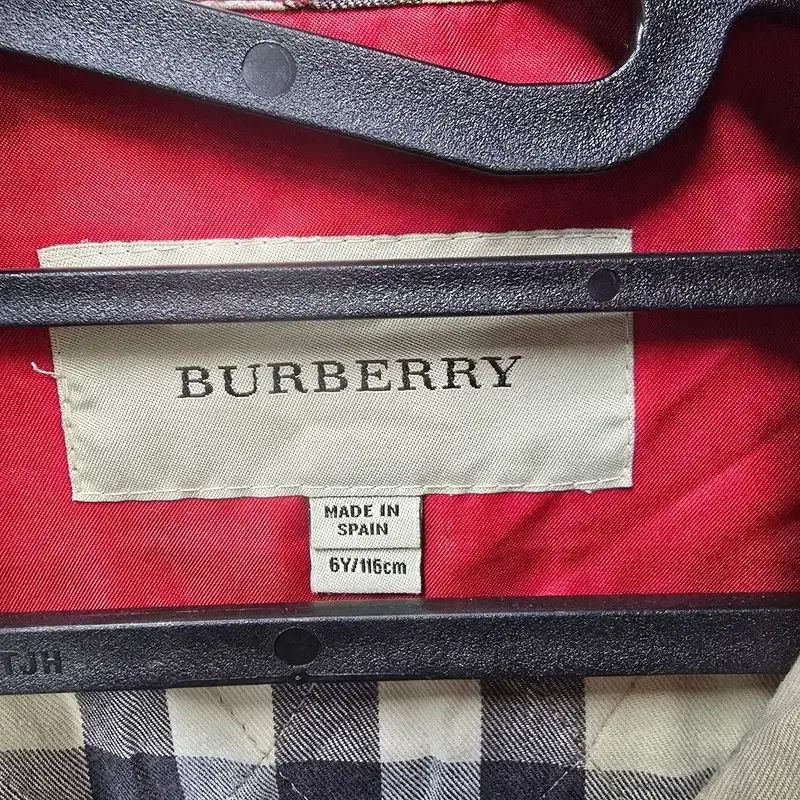 BURBERRY
MADE IN
SPAIN
6Y/116cm
TJH